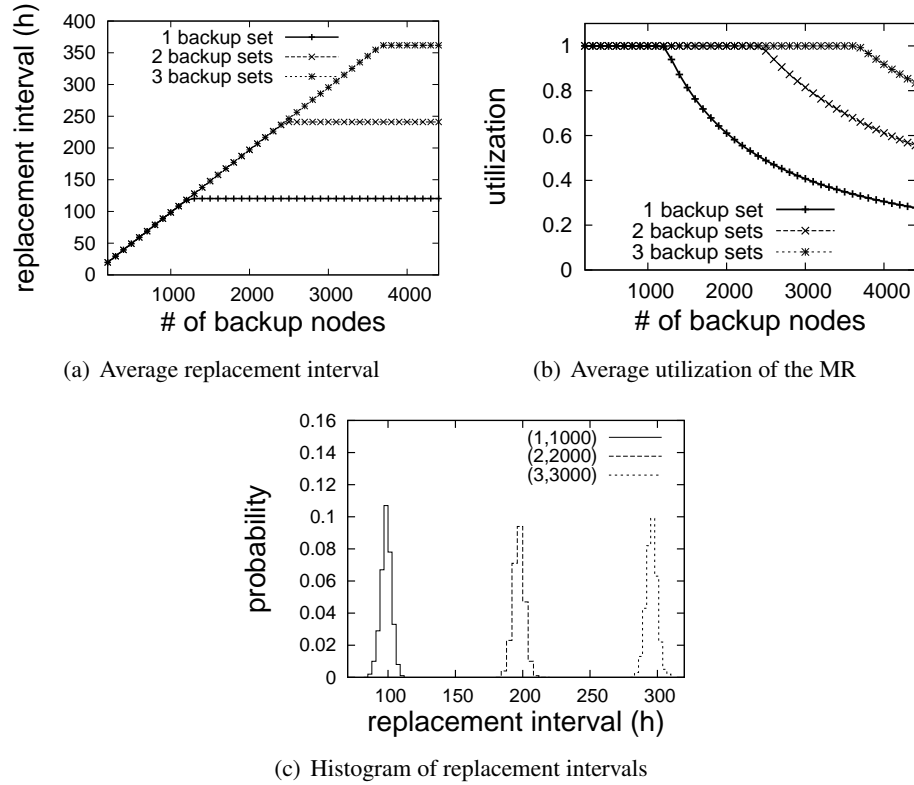 replacement interval (h)
400
350
300
250
200
150
100
50
0
1 backup set
2 backup sets
3 backup sets
1000 2000 3000 4000
# of backup nodes
(a) Average replacement interval
utilization
1
0.8
0.6
0.4
0.2
0
1 backup set
2 backup sets
3 backup sets
1000 2000 3000 4000
# of backup nodes
(b) Average utilization of the MR
probability
0.16
0.14
0.12
0.1
0.08
0.06
0.04
0.02
0
(1,1000)
(2,2000)
(3,3000)
100 150 200 250 300
replacement interval (h)
(c) Histogram of replacement intervals